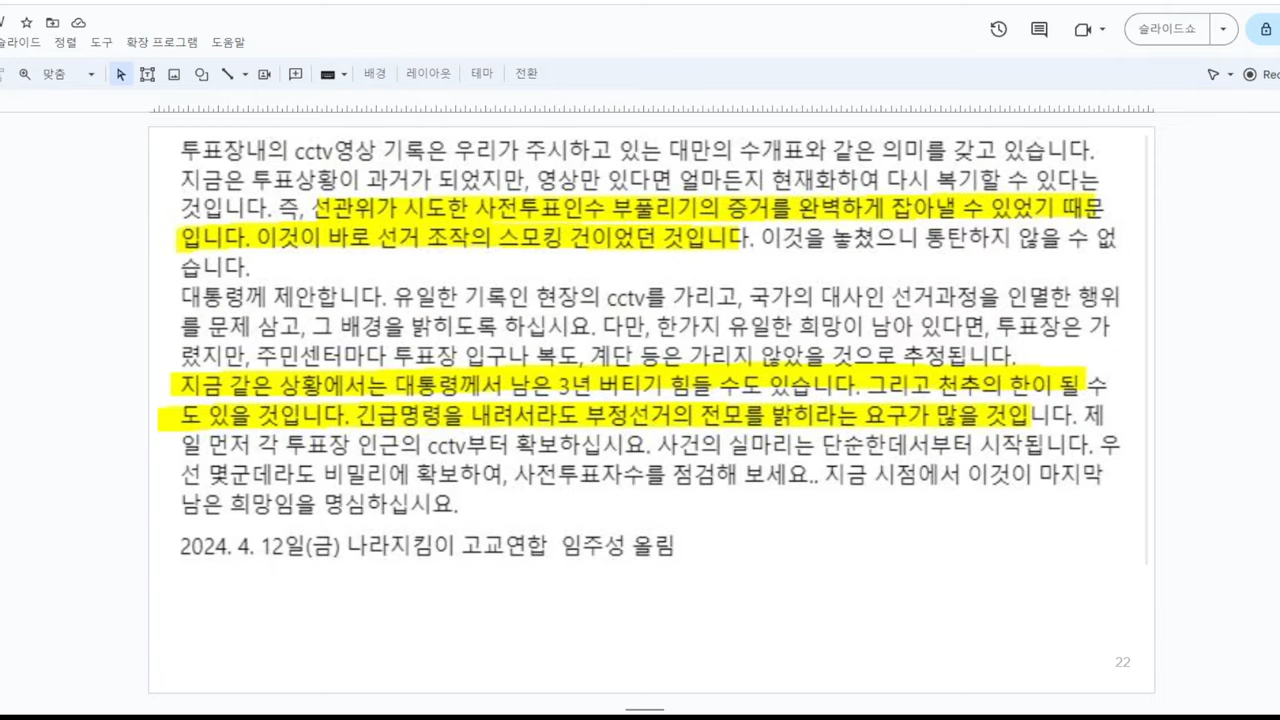 슬라이드 정렬 도구 확장 프로그램 도움말
슬라이드쇼
맞춤 배경 레이아웃 테마 전환 Rec
투표장내의 cctv영상 기록은 우리가 주시하고 있는 대만의 수개표와 같은 의미를 갖고 있습니다.
지금은 투표상황이 과거가 되었지만, 영상만 있다면 얼마든지 현재화하여 다시 복기할 수 있다는
것입니다. 즉, 선관위가 시도한 사전투표인수 부풀리기의 증거를 완벽하게 잡아낼 수 있었기 때문
입니다. 이것이 바로 선거 조작의 스모킹 건이었던 것입니다. 이것을 놓쳤으니 통탄하지 않을 수 없
습니다.
대통령께 제안합니다. 유일한 기록인 현장의 cctv를 가리고, 국가의 대사인 선거과정을 인멸한 행위
를 문제 삼고, 그 배경을 밝히도록 하십시요. 다만, 한가지 유일한 희망이 남아 있다면, 투표장은 가
렸지만, 주민센터마다 투표장 입구나 복도, 계단 등은 가리지 않았을 것으로 추정됩니다.
지금 같은 상황에서는 대통령께서 남은 3년 버티기 힘들 수도 있습니다. 그리고 천추의 한이 될 수
도 있을 것입니다. 긴급명령을 내려서라도 부정선거의 전모를 밝히라는 요구가 많을 것입니다. 제
일 먼저 각 투표장 인근의 cctv부터 확보하십시요. 사건의 실마리는 단순한데서부터 시작됩니다. 우
선 몇군데라도 비밀리에 확보하여, 사전투표자수를 점검해 보세요.. 지금 시점에서 이것이 마지막
남은 희망임을 명심하십시요.
2024. 4. 12일(금) 나라지킴이 고교연합 임주성 올림
22